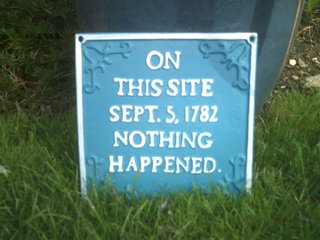 ON
THIS SITE
SEPT. 5, 1782
NOTHING
HAPPENED.